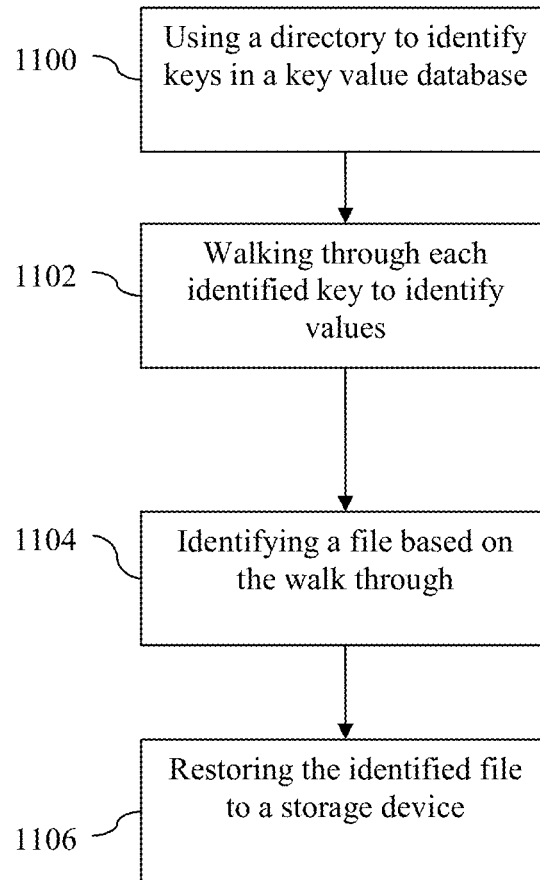 1100
Using a directory to identify
keys in a key value database
1102
Walking through each
identified key to identify
values
1104
Identifying a file based on
the walk through
1106
Restoring the identified file
to a storage device